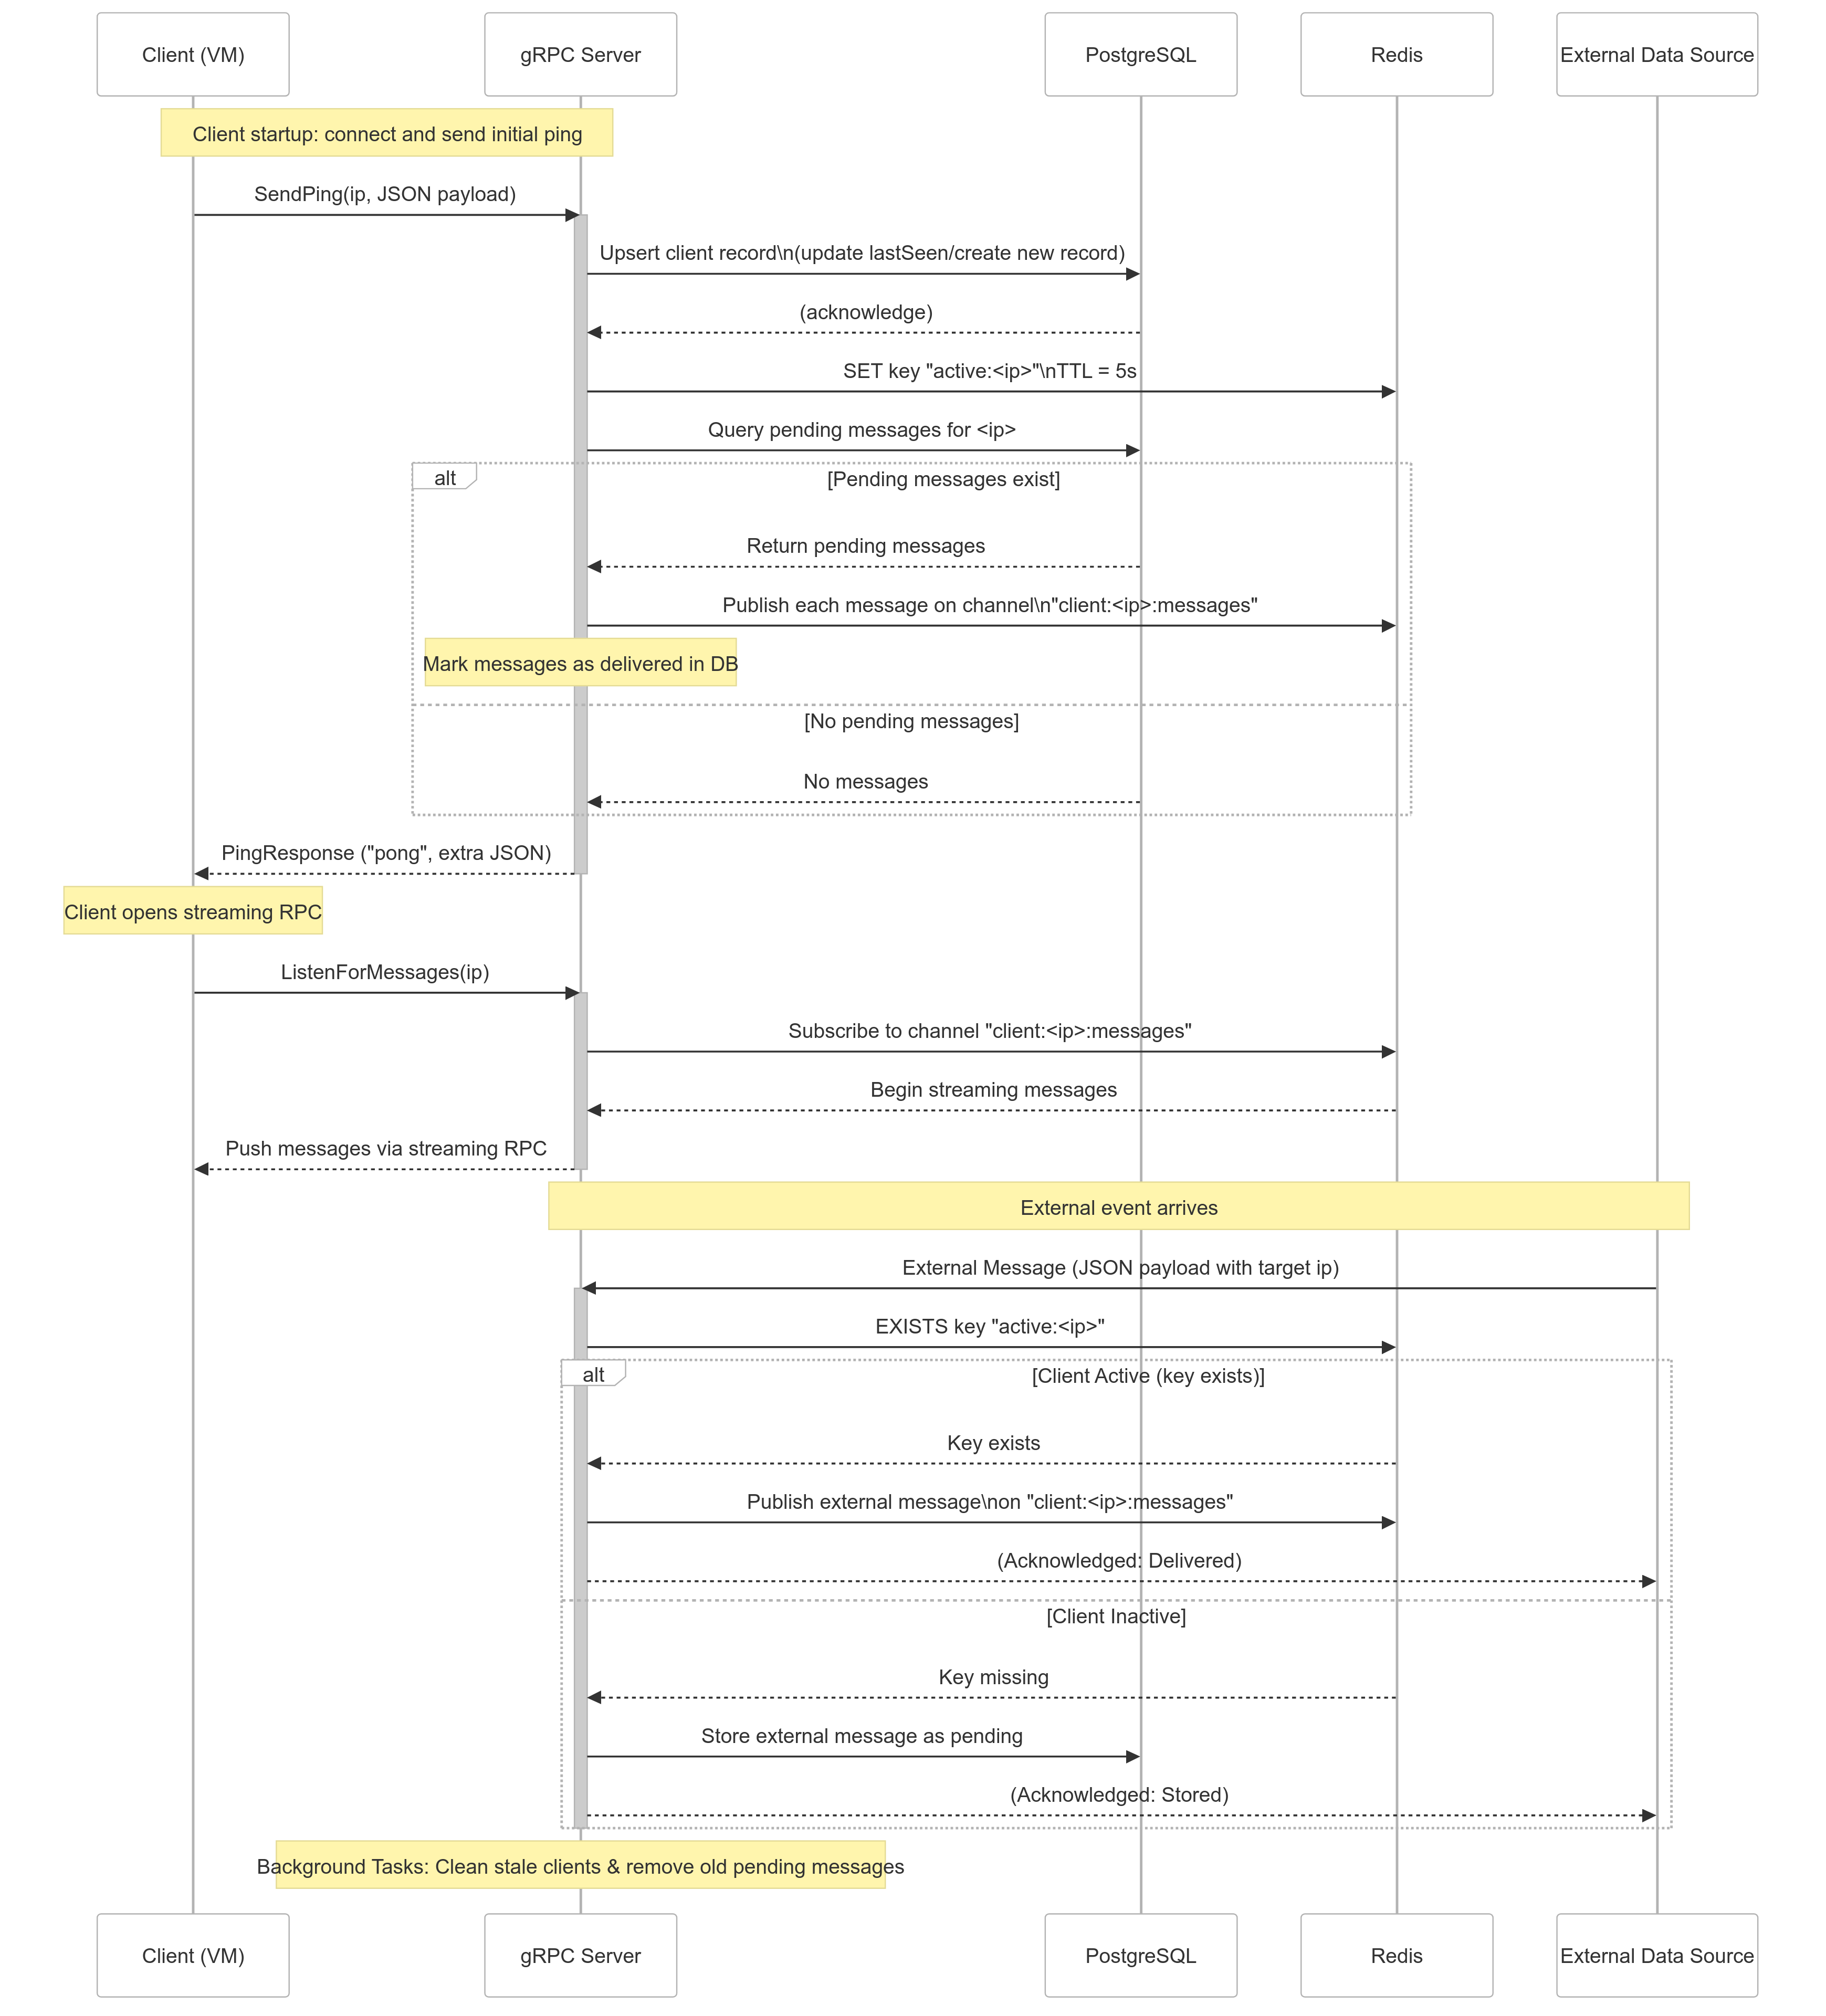 Client (VM)
gRPC Server
PostgreSQL
Redis
External Data Source
Client startup: connect and send initial ping
SendPing(ip, JSON payload)
Upsert client record\n(update lastSeen/create new record)
(acknowledge)
SET key "active:<ip>"\nTTL = 5s
Query pending messages for <ip>
alt
[Pending messages exist]
Return pending messages
Publish each message on channel\n"client:<ip>:messages"
Mark messages as delivered in DB
[No pending messages]
No messages
PingResponse ("pong", extra JSON)
Client opens streaming RPC
ListenForMessages(ip)
Subscribe to channel "client:<ip>:messages"
Begin streaming messages
Push messages via streaming RPC
External event arrives
External Message (JSON payload with target ip)
EXISTS key "active:<ip>"
alt
[Client Active (key exists)]
Key exists
Publish external message\non "client:<ip>:messages"
(Acknowledged: Delivered)
[Client Inactive]
Key missing
Store external message as pending
(Acknowledged: Stored)
Background Tasks: Clean stale clients & remove old pending messages
Client (VM)
gRPC Server
PostgreSQL
Redis
External Data Source